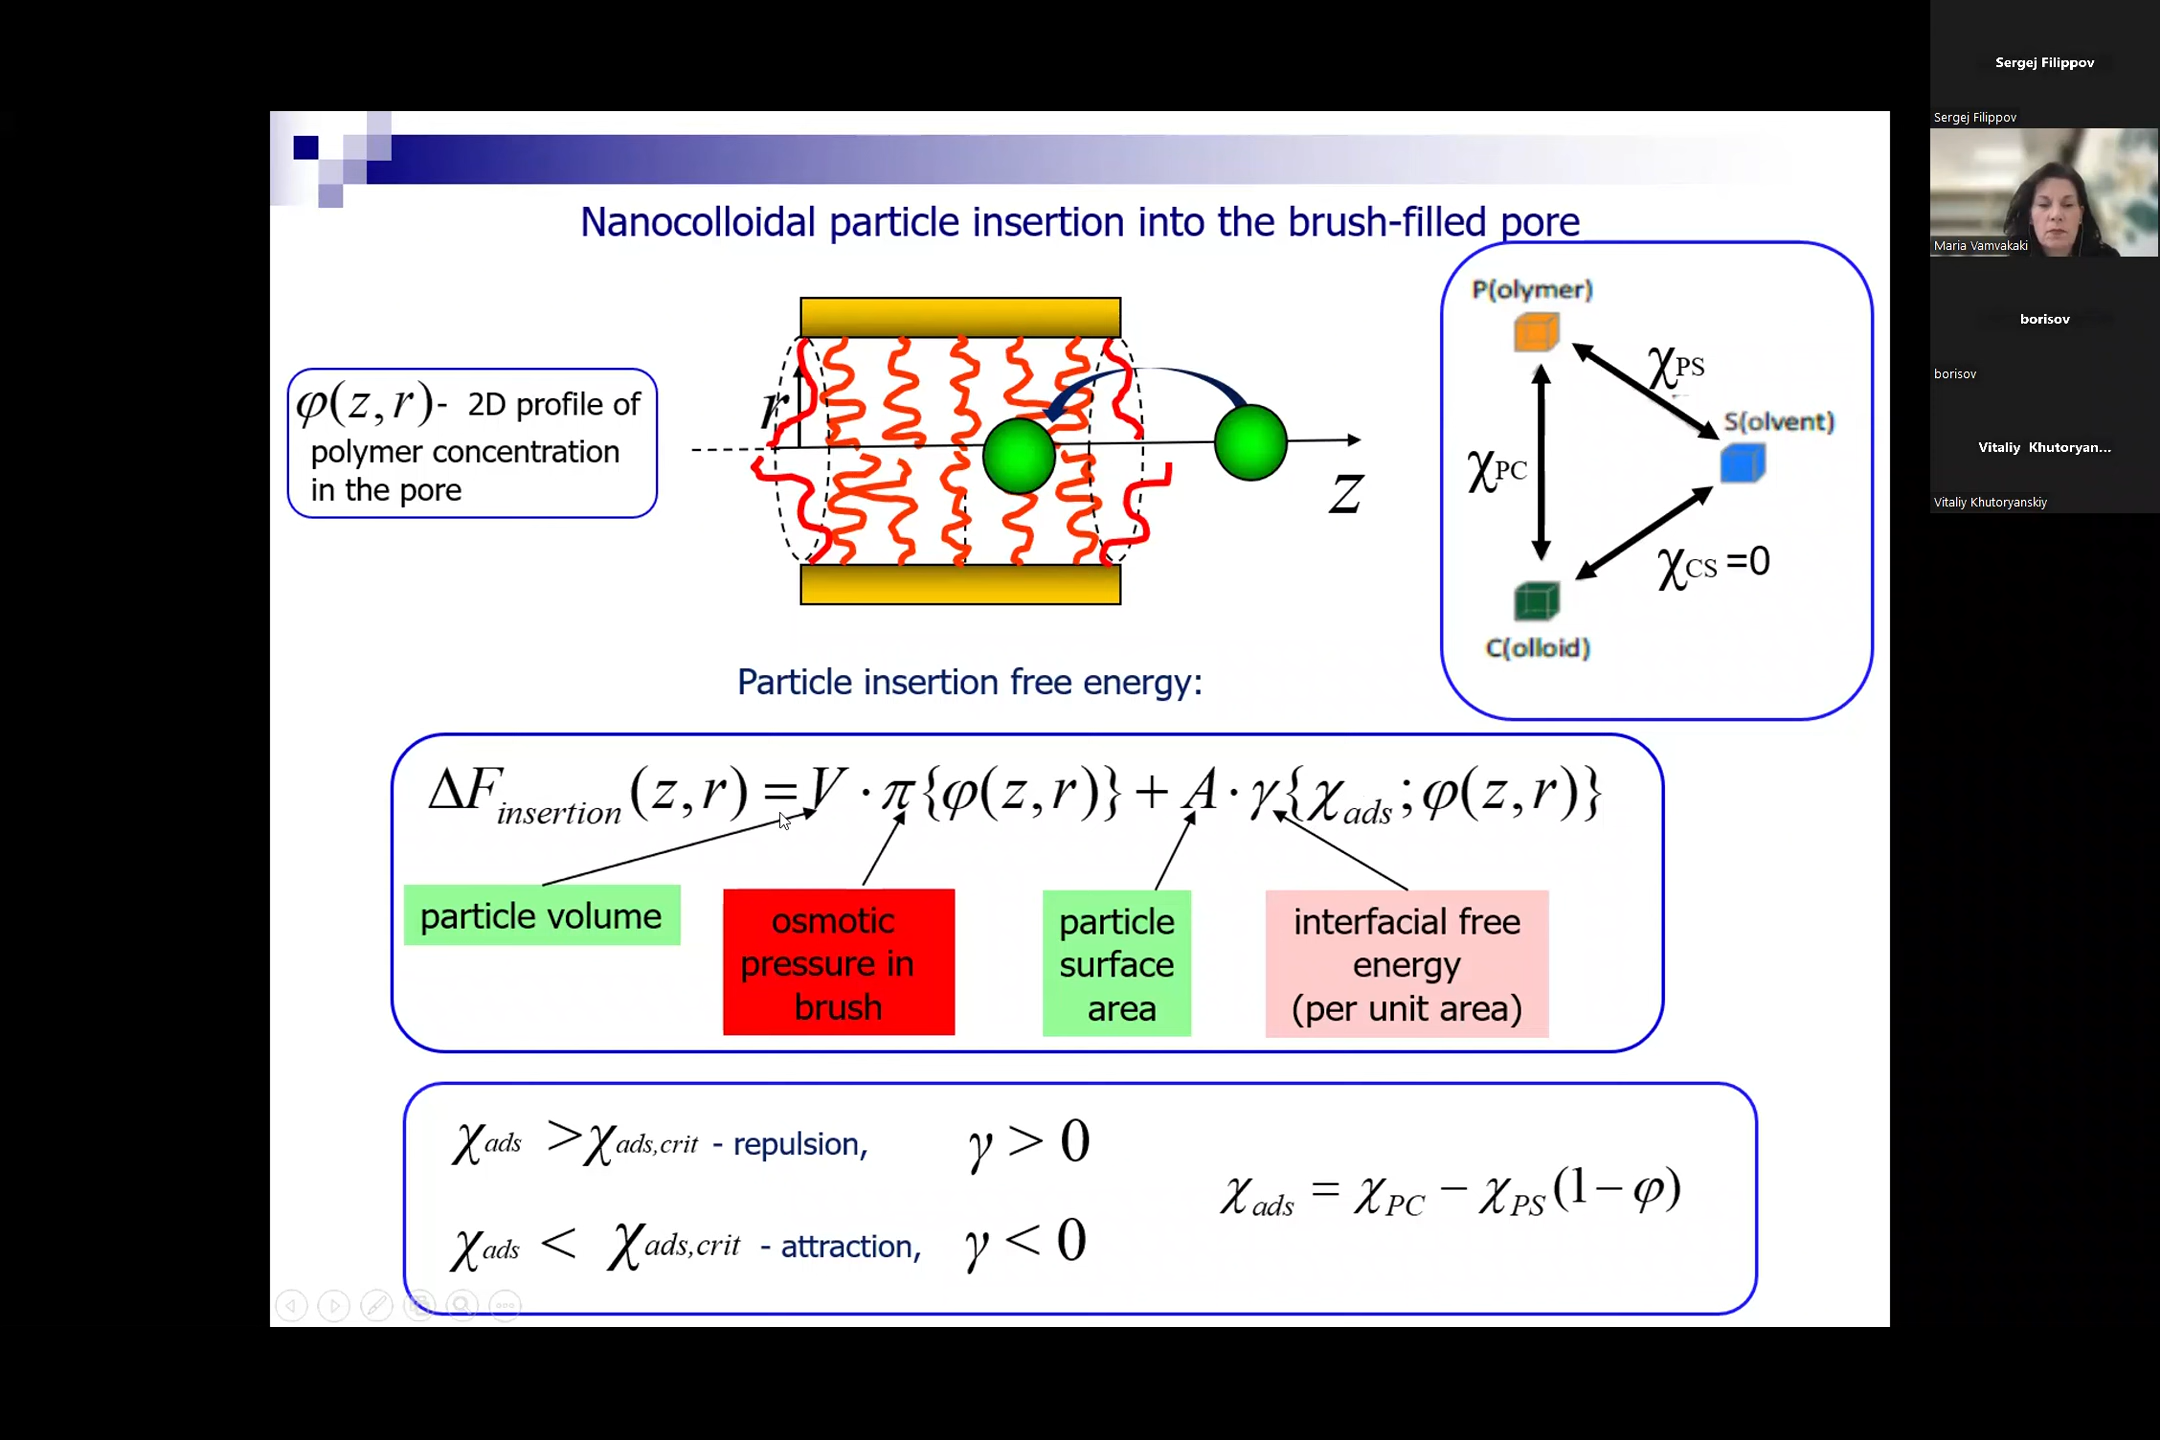 Nanocolloidal particle insertion into the brush-filled pore
φ(z,r)- 2D profile of
polymer concentration
in the pore
r
z
P(olymer)
χPS
S(olvent)
χPC
χCS =0
C(olloid)
Particle insertion free energy:
ΔFinsertion(z,r)=V·π{φ(z,r)}+A·γ{χads;φ(z,r)}
particle volume
osmotic
pressure in
brush
particle
surface
area
interfacial free
energy
(per unit area)
χads >χads,crit - repulsion, γ > 0
χads < χads,crit - attraction, γ < 0
χads = χPC − χPS(1−φ)
Sergej Filippov
Sergej Filippov
Maria Vamvakaki
borisov
borisov
Vitaliy Khutoryan...
Vitaliy Khutoryanskiy